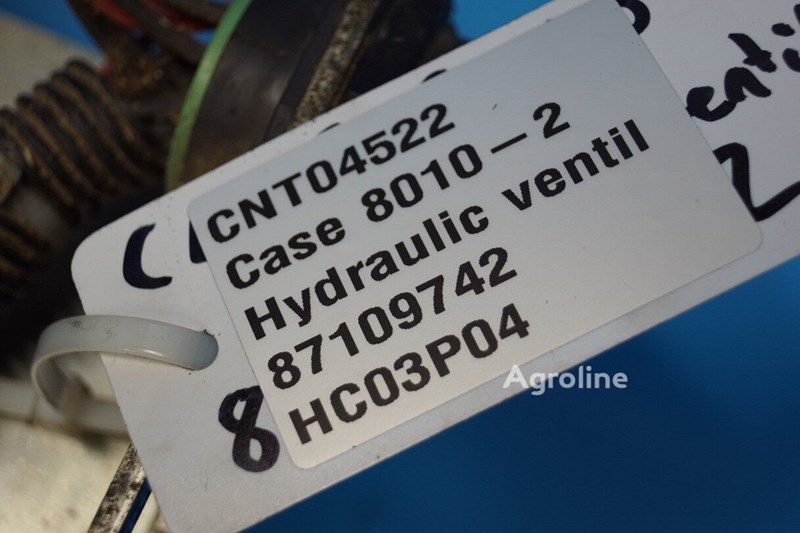 CNT04522
Case 8010-2
Hydraulic ventil
87109742
HC03P04
8
Agroline